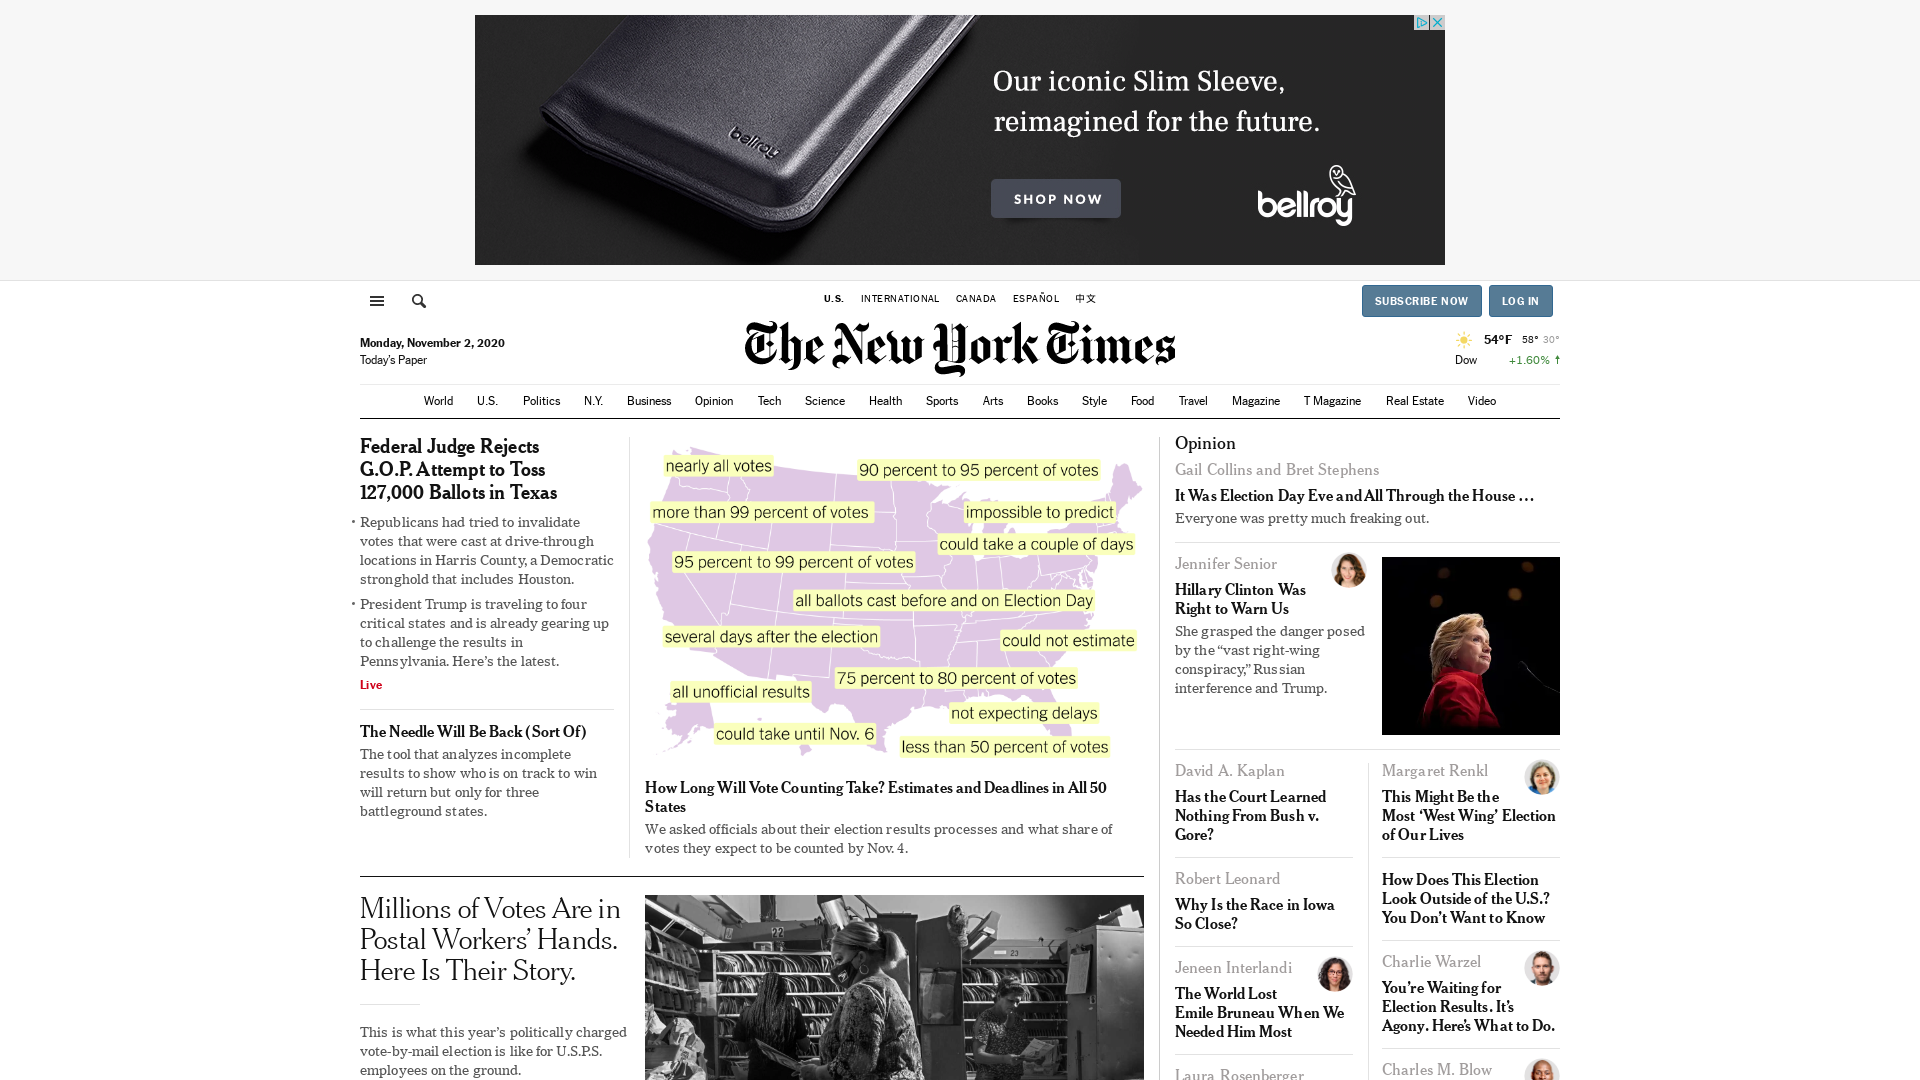 bellroy
Our iconic Slim Sleeve,
reimagined for the future.
SHOP NOW
bellroy
U.S.
INTERNATIONAL
CANADA
ESPAÑOL
中文
SUBSCRIBE NOW
LOG IN
Monday, November 2, 2020
Today's Paper
The New York Times
54°F 58° 30°
Dow +1.60% ↑
World U.S. Politics N.Y. Business Opinion Tech Science Health Sports Arts Books Style Food Travel Magazine T Magazine Real Estate Video
Federal Judge Rejects
G.O.P. Attempt to Toss
127,000 Ballots in Texas
• Republicans had tried to invalidate
votes that were cast at drive-through
locations in Harris County, a Democratic
stronghold that includes Houston.
• President Trump is traveling to four
critical states and is already gearing up
to challenge the results in
Pennsylvania. Here's the latest.
Live
The Needle Will Be Back (Sort Of)
The tool that analyzes incomplete
results to show who is on track to win
will return but only for three
battleground states.
nearly all votes
90 percent to 95 percent of votes
more than 99 percent of votes
impossible to predict
could take a couple of days
95 percent to 99 percent of votes
all ballots cast before and on Election Day
several days after the election
could not estimate
75 percent to 80 percent of votes
all unofficial results
not expecting delays
could take until Nov. 6
less than 50 percent of votes
How Long Will Vote Counting Take? Estimates and Deadlines in All 50
States
We asked officials about their election results processes and what share of
votes they expect to be counted by Nov. 4.
Millions of Votes Are in
Postal Workers' Hands.
Here Is Their Story.
This is what this year's politically charged
vote-by-mail election is like for U.S.P.S.
employees on the ground.
22
23
Opinion
Gail Collins and Bret Stephens
It Was Election Day Eve and All Through the House …
Everyone was pretty much freaking out.
Jennifer Senior
Hillary Clinton Was
Right to Warn Us
She grasped the danger posed
by the “vast right-wing
conspiracy,” Russian
interference and Trump.
David A. Kaplan
Has the Court Learned
Nothing From Bush v.
Gore?
Robert Leonard
Why Is the Race in Iowa
So Close?
Jeneen Interlandi
The World Lost
Emile Bruneau When We
Needed Him Most
Laura Rosenberger
Margaret Renkl
This Might Be the
Most ‘West Wing’ Election
of Our Lives
How Does This Election
Look Outside of the U.S.?
You Don't Want to Know
Charlie Warzel
You're Waiting for
Election Results. It's
Agony. Here's What to Do.
Charles M. Blow